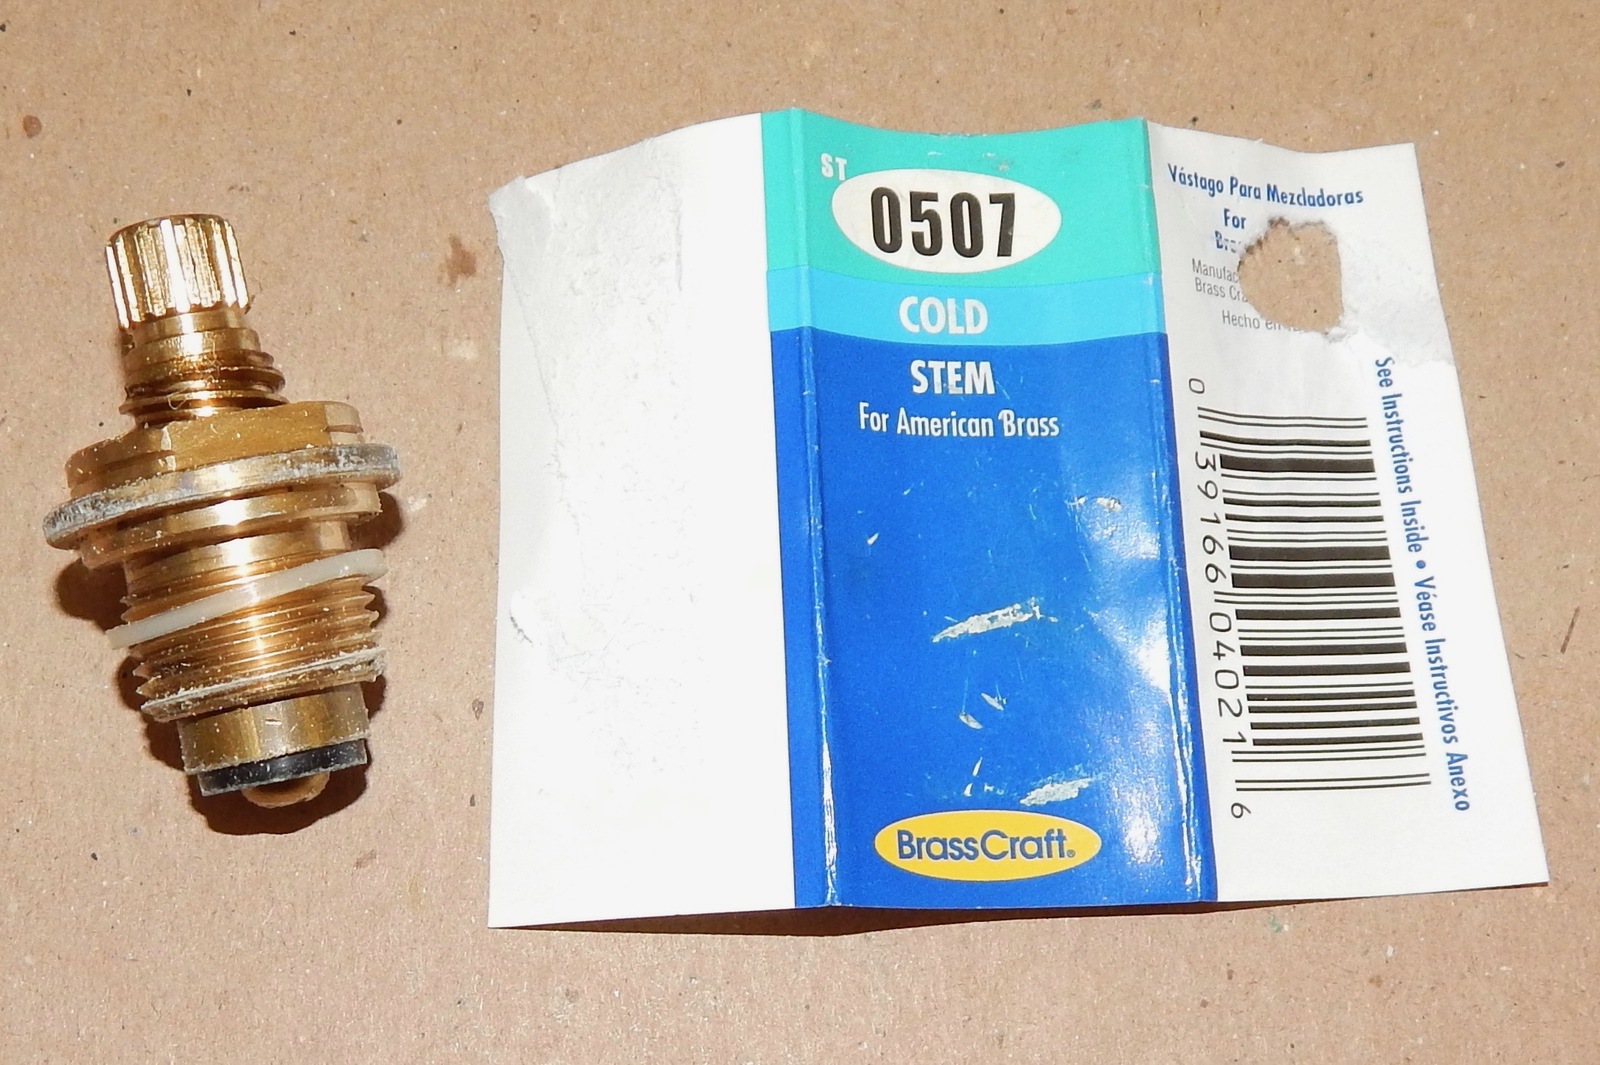 ST
0507
COLD
STEM
For American Brass
BrassCraft®
Vástago Para Mezcladoras
For
Brass
Hecho en
See Instructions Inside • Véase Instructivos Anexo
0 39166 04021 6